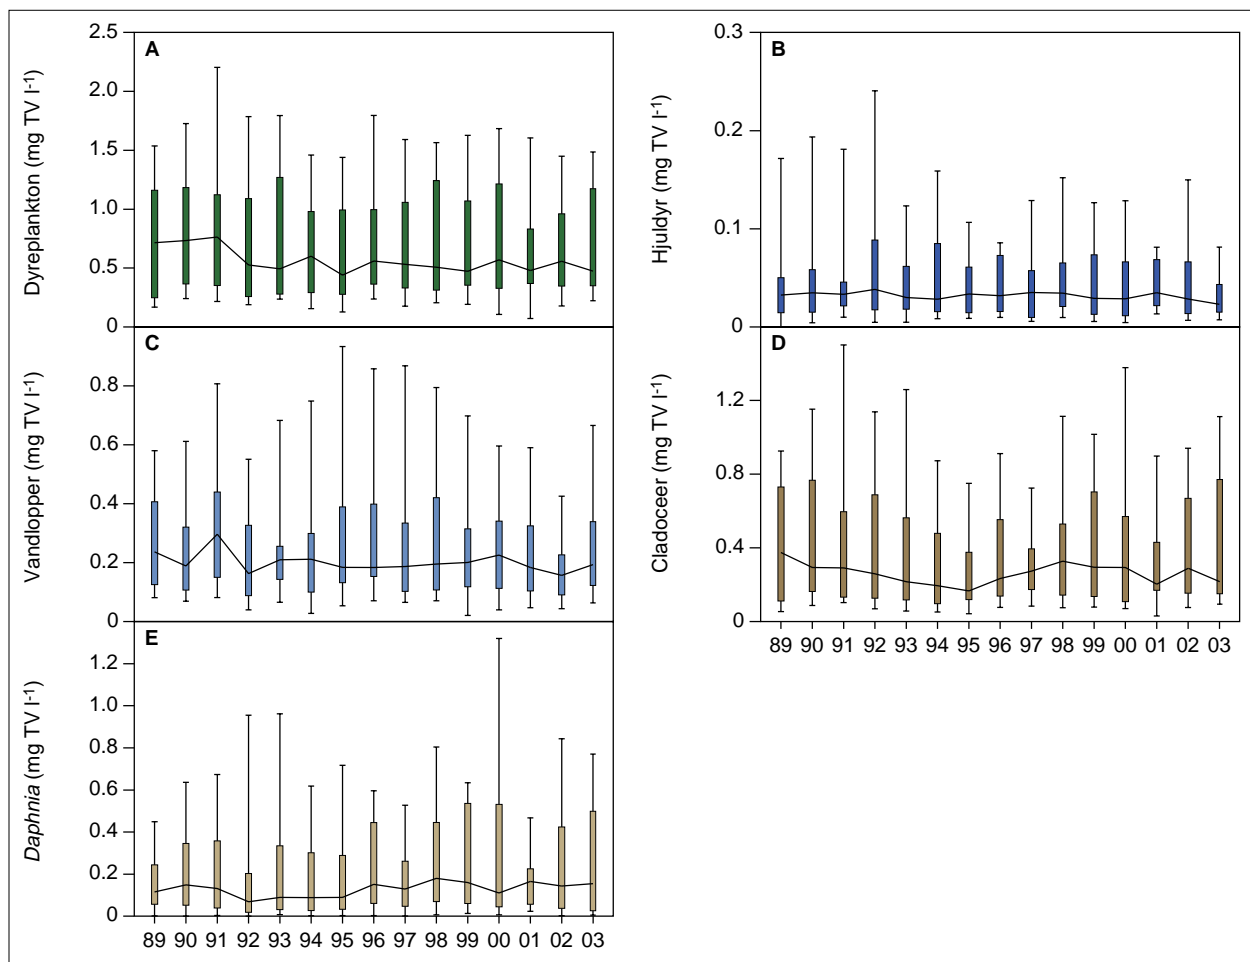 A
Dyreplankton (mg TV l-1)
2.5
2.0
1.5
1.0
0.5
0
B
Hjuldyr (mg TV l-1)
0.3
0.2
0.1
0
C
Vandlopper (mg TV l-1)
0.8
0.6
0.4
0.2
0
D
Cladoceer (mg TV l-1)
1.2
0.8
0.4
0
89 90 91 92 93 94 95 96 97 98 99 00 01 02 03
E
Daphnia (mg TV l-1)
1.2
1.0
0.8
0.6
0.4
0.2
0
89 90 91 92 93 94 95 96 97 98 99 00 01 02 03